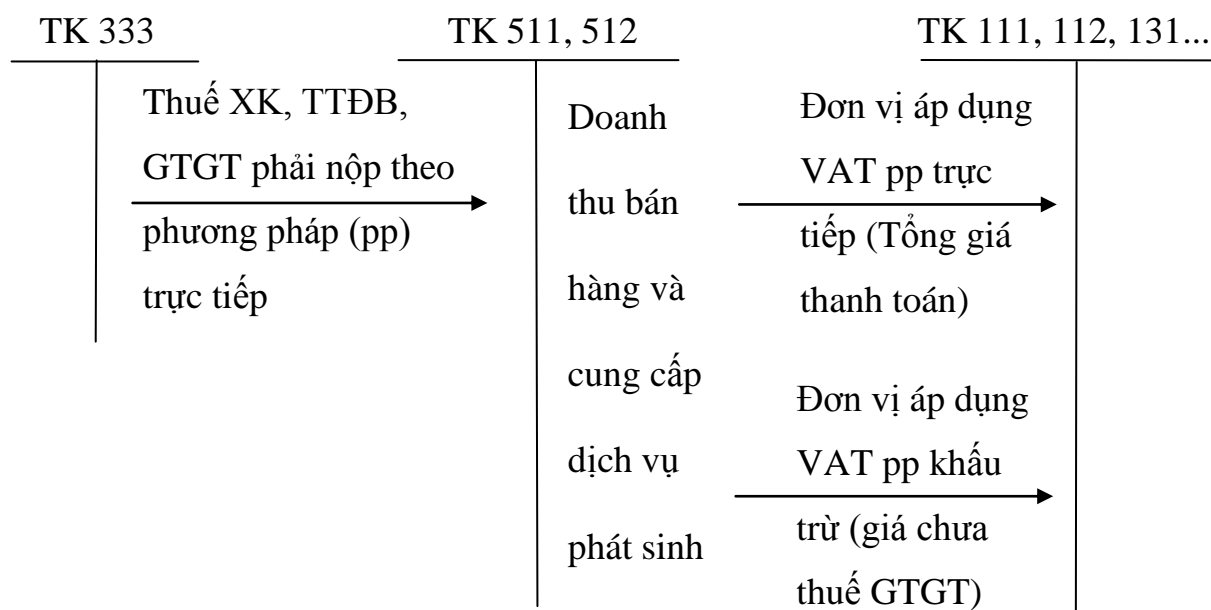 TK 333
TK 511, 512
TK 111, 112, 131...
Thuế XK, TTĐB,
GTGT phải nộp theo
phương pháp (pp)
trực tiếp
Doanh
thu bán
hàng và
cung cấp
dịch vụ
phát sinh
Đơn vị áp dụng
VAT pp trực
tiếp (Tổng giá
thanh toán)
Đơn vị áp dụng
VAT pp khấu
trừ (giá chưa
thuế GTGT)